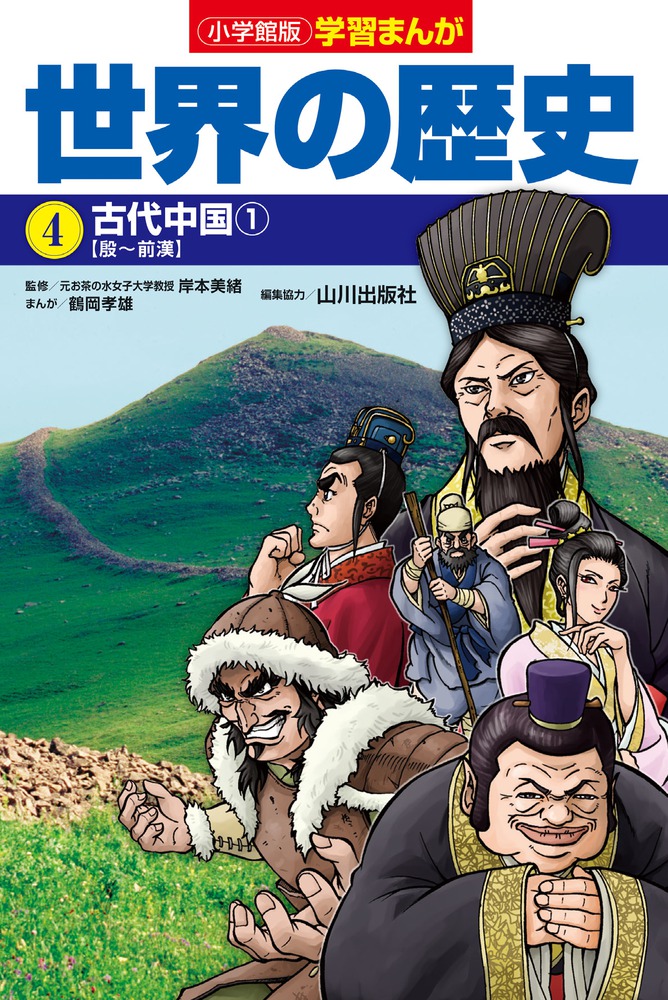 小学館版 学習まんが
世界の歴史
4 古代中国①
【殷～前漢】
監修／元お茶の水女子大学教授 岸本美緒
まんが／鶴岡孝雄
編集協力／山川出版社